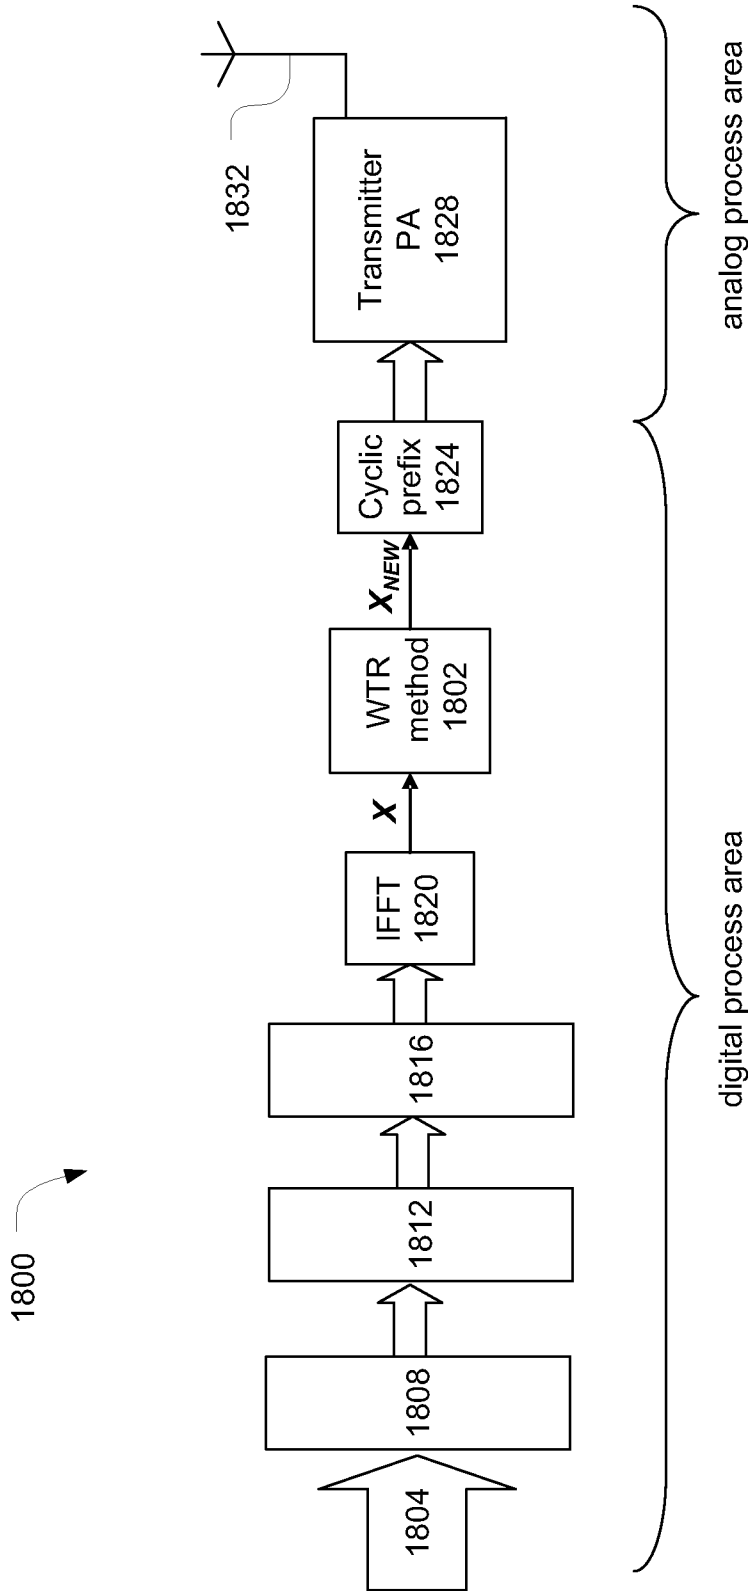 1800
1804
1808
1812
1816
IFFT
1820
X
WTR
method
1802
X_NEW
Cyclic
prefix
1824
Transmitter
PA
1828
1832
digital process area
analog process area